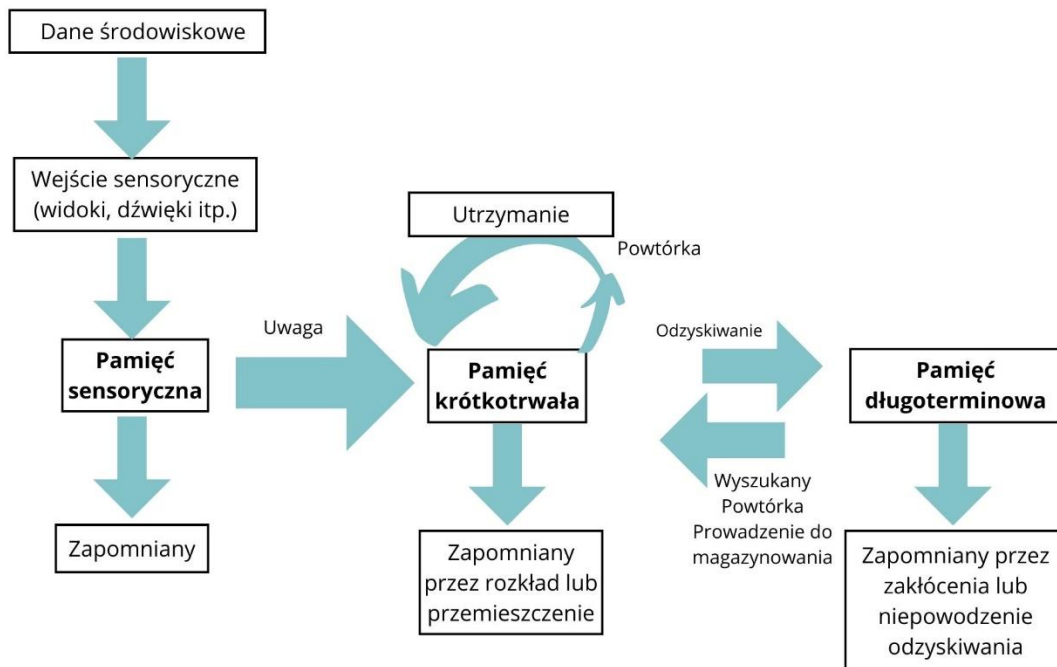 Dane środowiskowe
Wejście sensoryczne
(widoki, dźwięki itp.)
Utrzymanie
Powtórka
Uwaga
Odzyskiwanie
Pamięć
sensoryczna
Pamięć
krótkotrwała
Pamięć
długoterminowa
Wyszukany
Powtórka
Prowadzenie do
magazynowania
Zapomniany
Zapomniany
przez rozkład lub
przemieszczenie
Zapomniany przez
zakłócenia lub
niepowodzenie
odzyskiwania